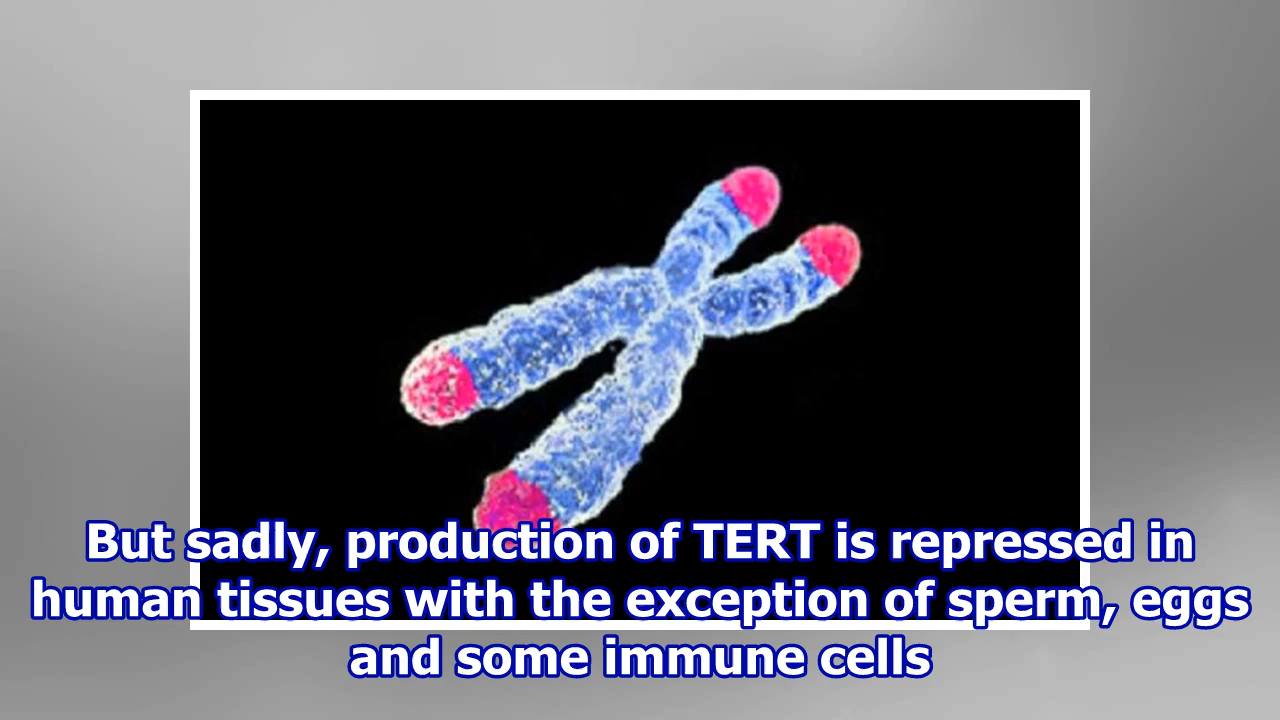 But sadly, production of TERT is repressed in
human tissues with the exception of sperm, eggs
and some immune cells